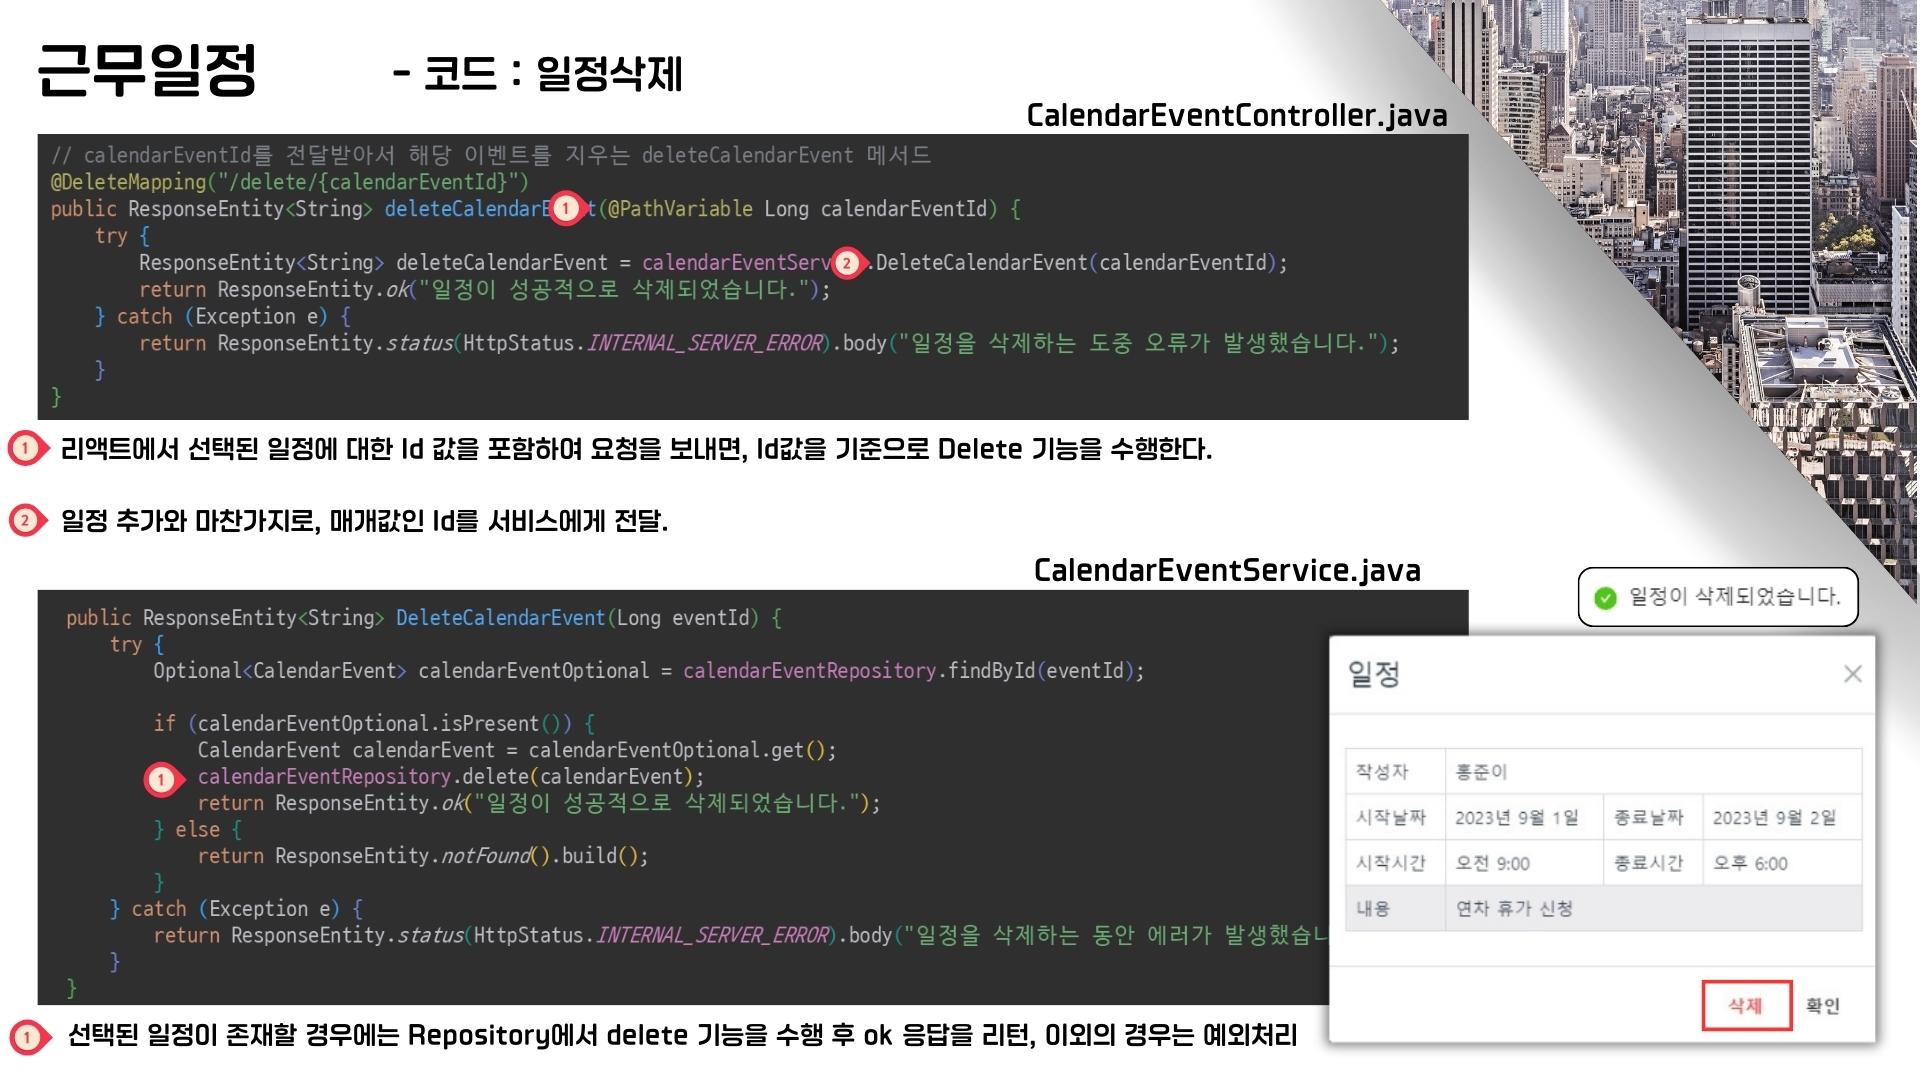 근무일정
- 코드 : 일정삭제
CalendarEventController.java
// calendarEventId를 전달받아서 해당 이벤트를 지우는 deleteCalendarEvent 메서드
@DeleteMapping("/delete/{calendarEventId}")
public ResponseEntity<String> deleteCalendarE 1 t(@PathVariable Long calendarEventId) {
try {
ResponseEntity<String> deleteCalendarEvent = calendarEventServ 2 .DeleteCalendarEvent(calendarEventId);
return ResponseEntity.ok("일정이 성공적으로 삭제되었습니다.");
} catch (Exception e) {
return ResponseEntity.status(HttpStatus.INTERNAL_SERVER_ERROR).body("일정을 삭제하는 도중 오류가 발생했습니다.");
}
}
1 리액트에서 선택된 일정에 대한 Id 값을 포함하여 요청을 보내면, Id값을 기준으로 Delete 기능을 수행한다.
2 일정 추가와 마찬가지로, 매개값인 Id를 서비스에게 전달.
CalendarEventService.java
public ResponseEntity<String> DeleteCalendarEvent(Long eventId) {
try {
Optional<CalendarEvent> calendarEventOptional = calendarEventRepository.findById(eventId);
if (calendarEventOptional.isPresent()) {
CalendarEvent calendarEvent = calendarEventOptional.get();
1 calendarEventRepository.delete(calendarEvent);
return ResponseEntity.ok("일정이 성공적으로 삭제되었습니다.");
} else {
return ResponseEntity.notFound().build();
}
} catch (Exception e) {
return ResponseEntity.status(HttpStatus.INTERNAL_SERVER_ERROR).body("일정을 삭제하는 동안 에러가 발생했습니
}
}
1 선택된 일정이 존재할 경우에는 Repository에서 delete 기능을 수행 후 ok 응답을 리턴, 이외의 경우는 예외처리
일정이 삭제되었습니다.
일정
작성자 홍준이
시작날짜 2023년 9월 1일 종료날짜 2023년 9월 2일
시작시간 오전 9:00 종료시간 오후 6:00
내용 연차 휴가 신청
삭제 확인